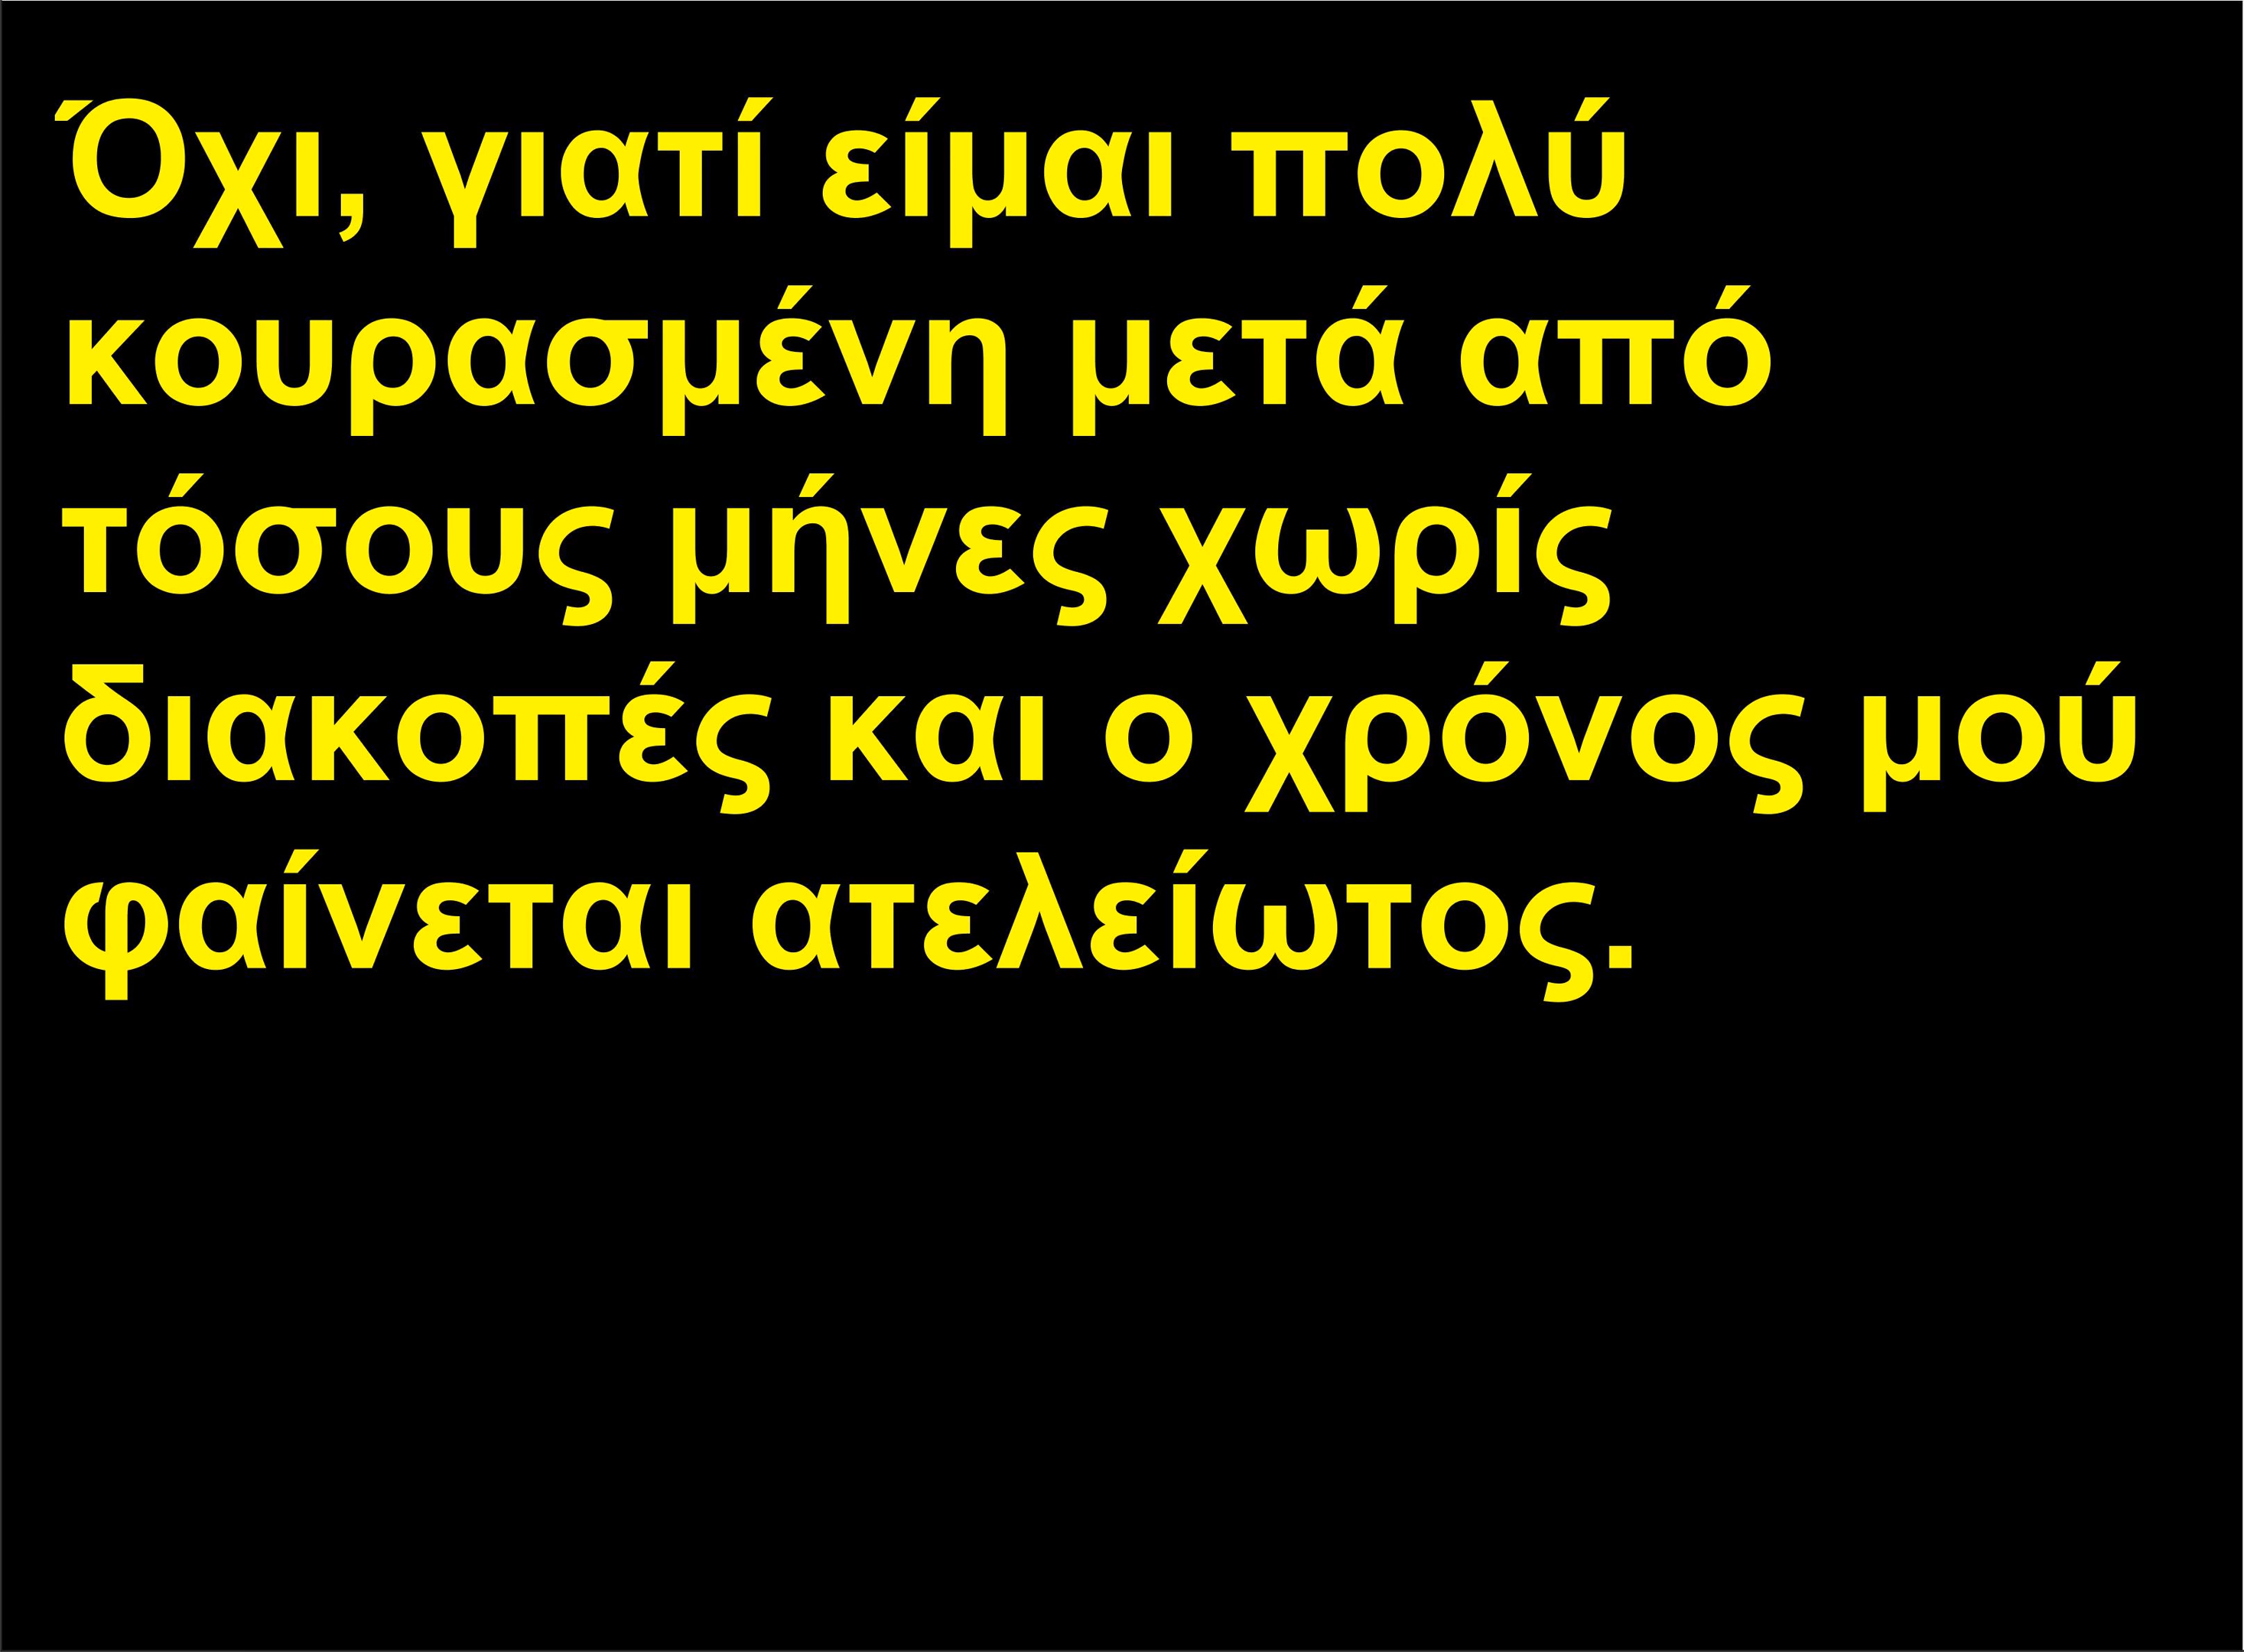 Όχι, γιατί είμαι πολύ
κουρασμένη μετά από
τόσους μήνες χωρίς
διακοπές και ο χρόνος μού
φαίνεται ατελείωτος.